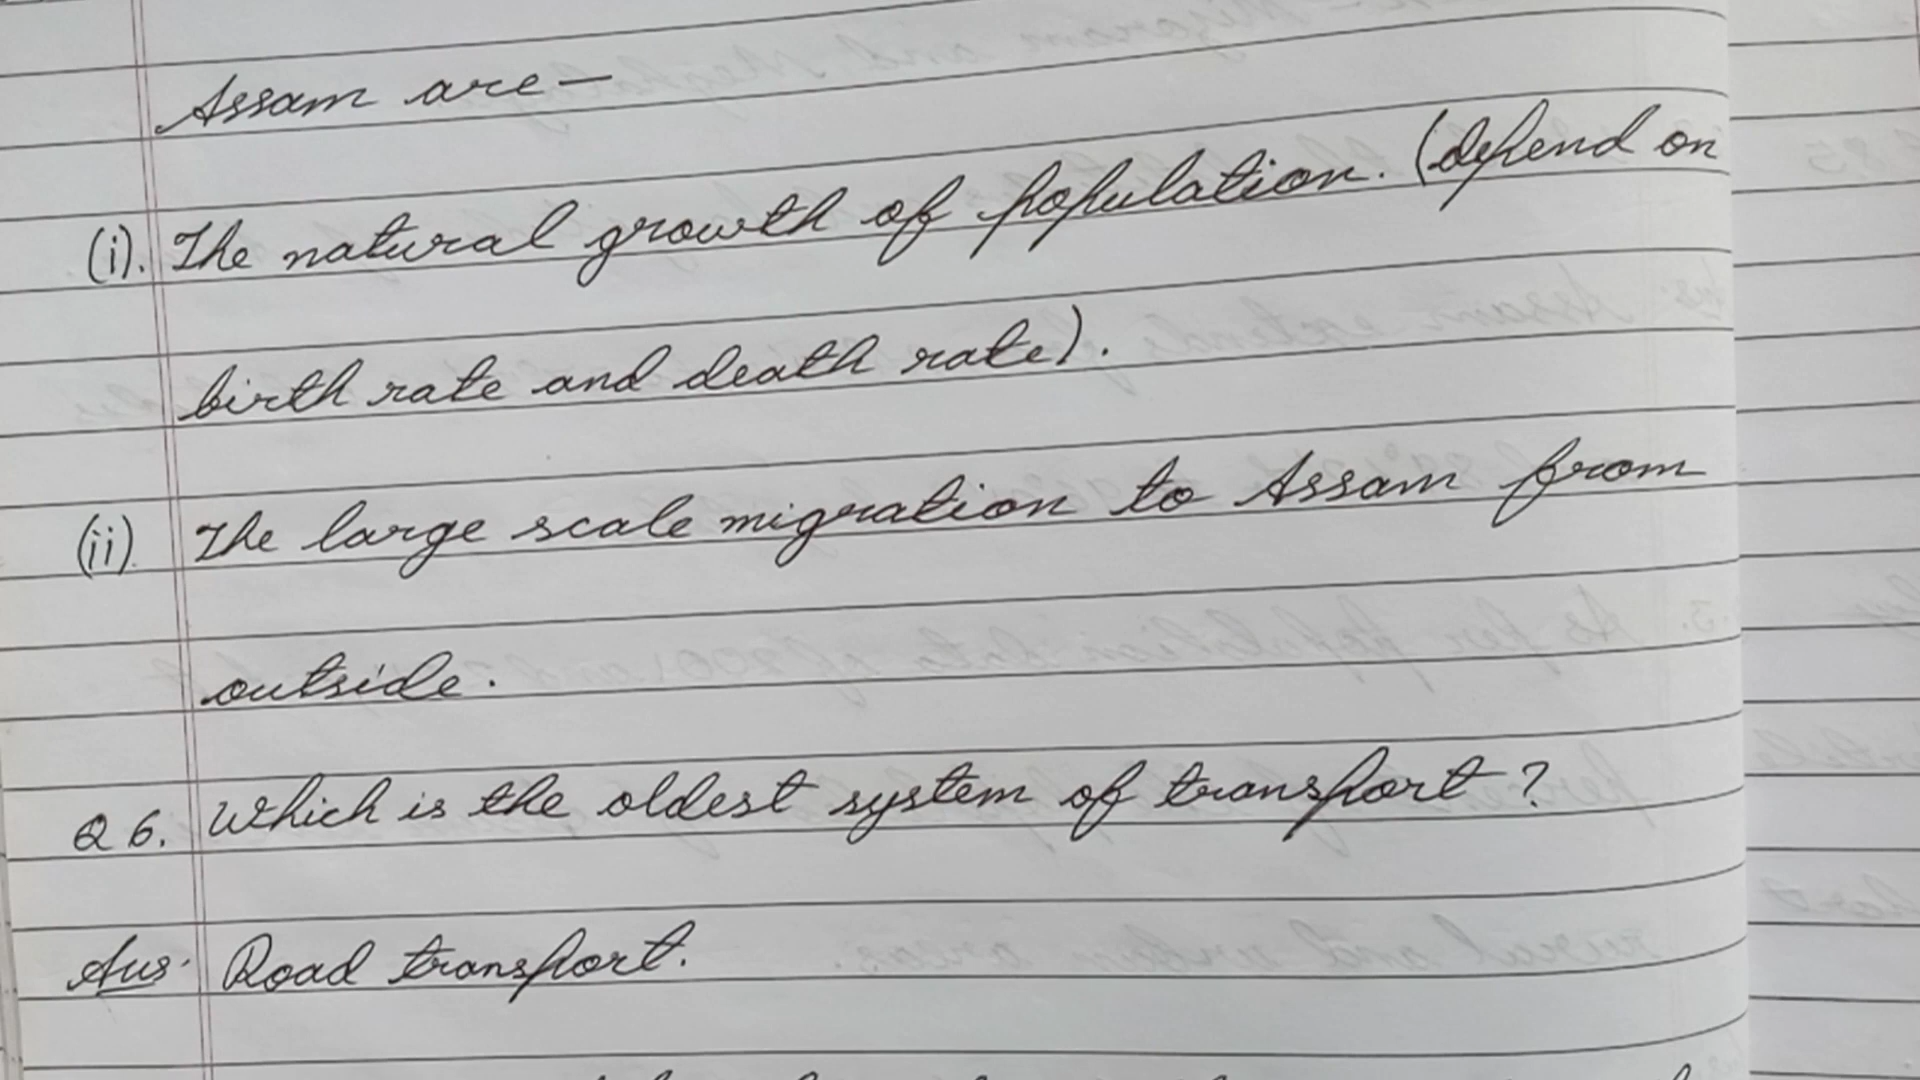 Assam are —
(i). The natural growth of population. (depend on
birth rate and death rate).
(ii) The large scale migration to Assam from
outside.
Q 6. Which is the oldest system of transport ?
Ans. Road transport.